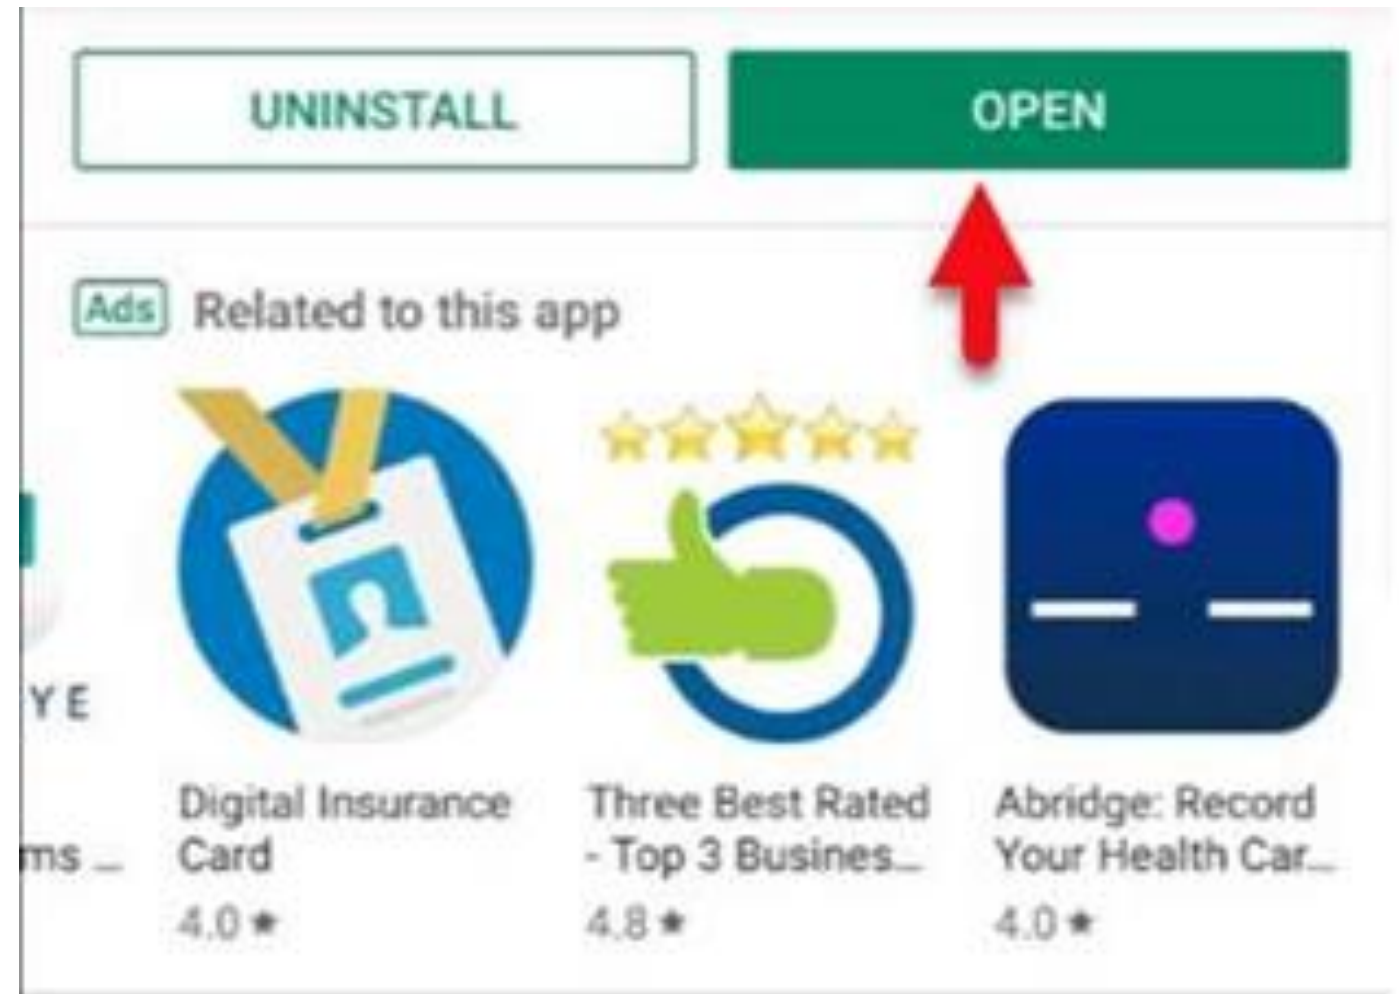 UNINSTALL
OPEN
Ads Related to this app
YE
ms ...
Digital Insurance
Card
4.0 ★
Three Best Rated
- Top 3 Busines...
4.8 ★
Abridge: Record
Your Health Car...
4.0 ★